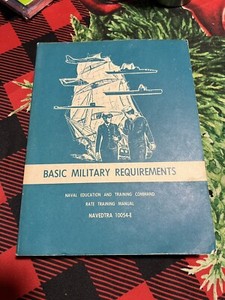 BASIC MILITARY REQUIREMENTS
NAVAL EDUCATION AND TRAINING COMMAND
RATE TRAINING MANUAL
NAVEDTRA 10054-E